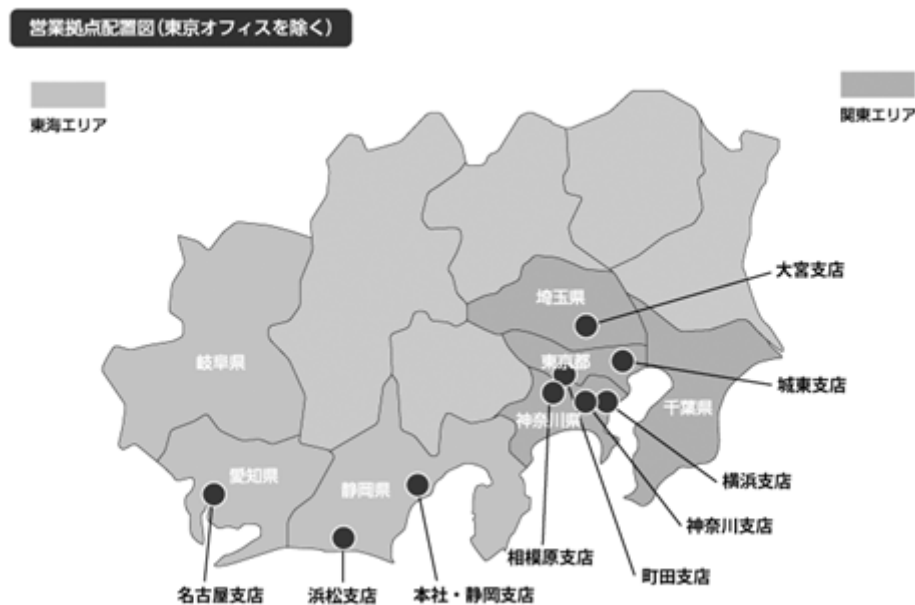 営業拠点配置図(東京オフィスを除く)
東海エリア
関東エリア
大宮支店
埼玉県
岐阜県
東京都
城東支店
千葉県
神奈川県
愛知県
静岡県
横浜支店
神奈川支店
相模原支店
町田支店
名古屋支店
浜松支店
本社・静岡支店